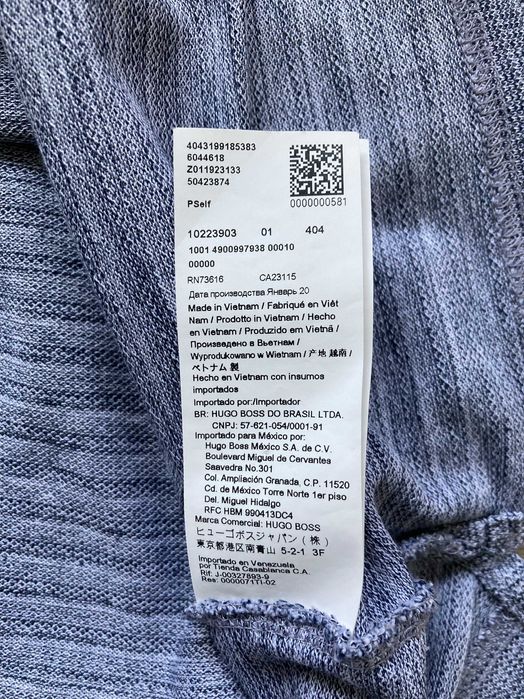 4043199185383
6044618
Z011923133
50423874
PSelf
0000000581
10223903 01 404
1001 4900997938 00010
00000
RN73616 CA23115
Дата производства Январь 20
Made in Vietnam / Fabriqué en Viêt
Nam / Prodotto in Vietnam / Hecho
en Vietnam / Produzido em Vietnã /
Произведено в Вьетнам /
Wyprodukowano w Wietnam / 产地 越南 /
ベトナム 製
Hecho en Vietnam con insumos
importados
Importado por:/Importador
BR: HUGO BOSS DO BRASIL LTDA.
CNPJ: 57-621-054/0001-91
Importado para México por:
Hugo Boss México S.A. de C.V.
Boulevard Miguel de Cervantes
Saavedra No.301
Col. Ampliación Granada, C.P. 11520
Cd. de México Torre Norte 1er piso
Del. Miguel Hidalgo
RFC HBM 990413DC4
Marca Comercial: HUGO BOSS
ヒューゴボスジャパン (株)
東京都港区南青山 5-2-1 3F
Importado en Venezuela
por Tienda Casablanca C.A.
Rif: J-00327893-9
Res: 0000071TI-02